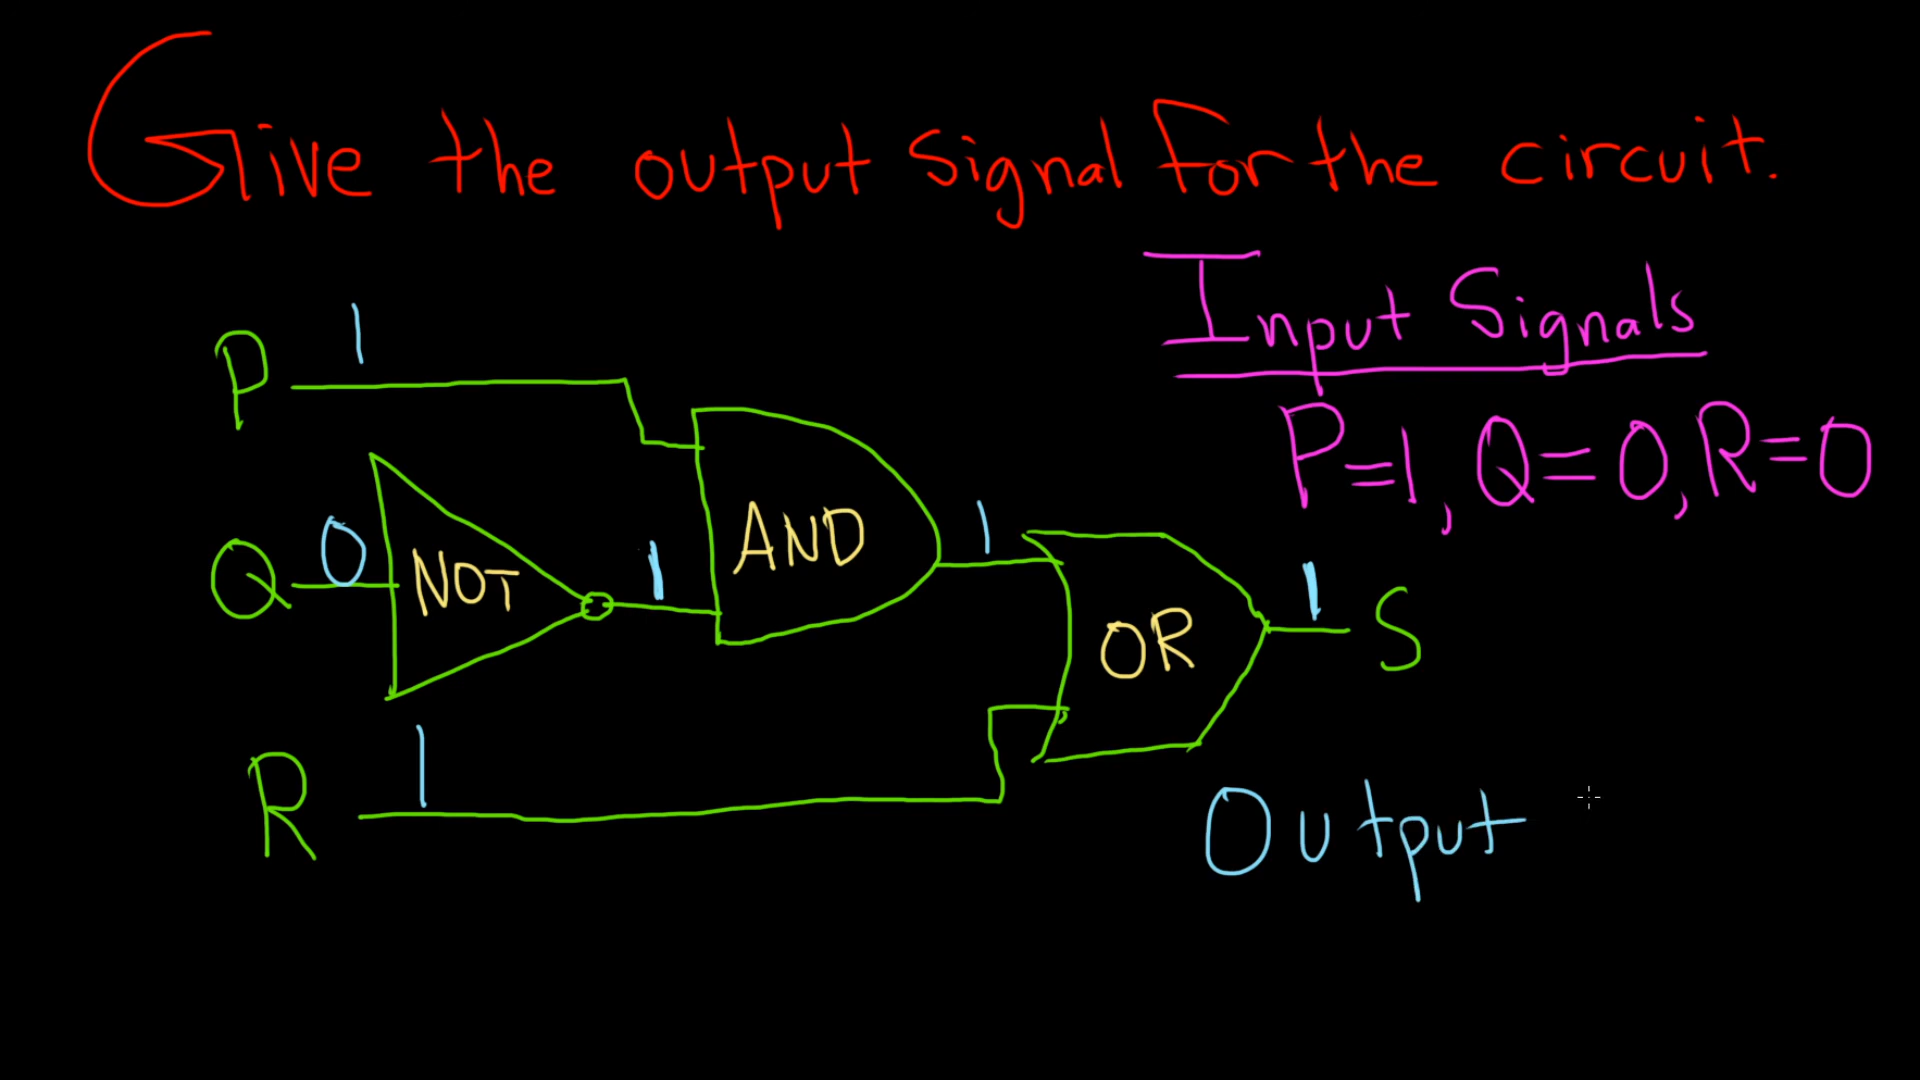 Give the output signal for the circuit.
Input Signals
P=1, Q=0, R=0
P 1
Q 0 NOT 1 AND 1
OR 1 S
R 1
Output